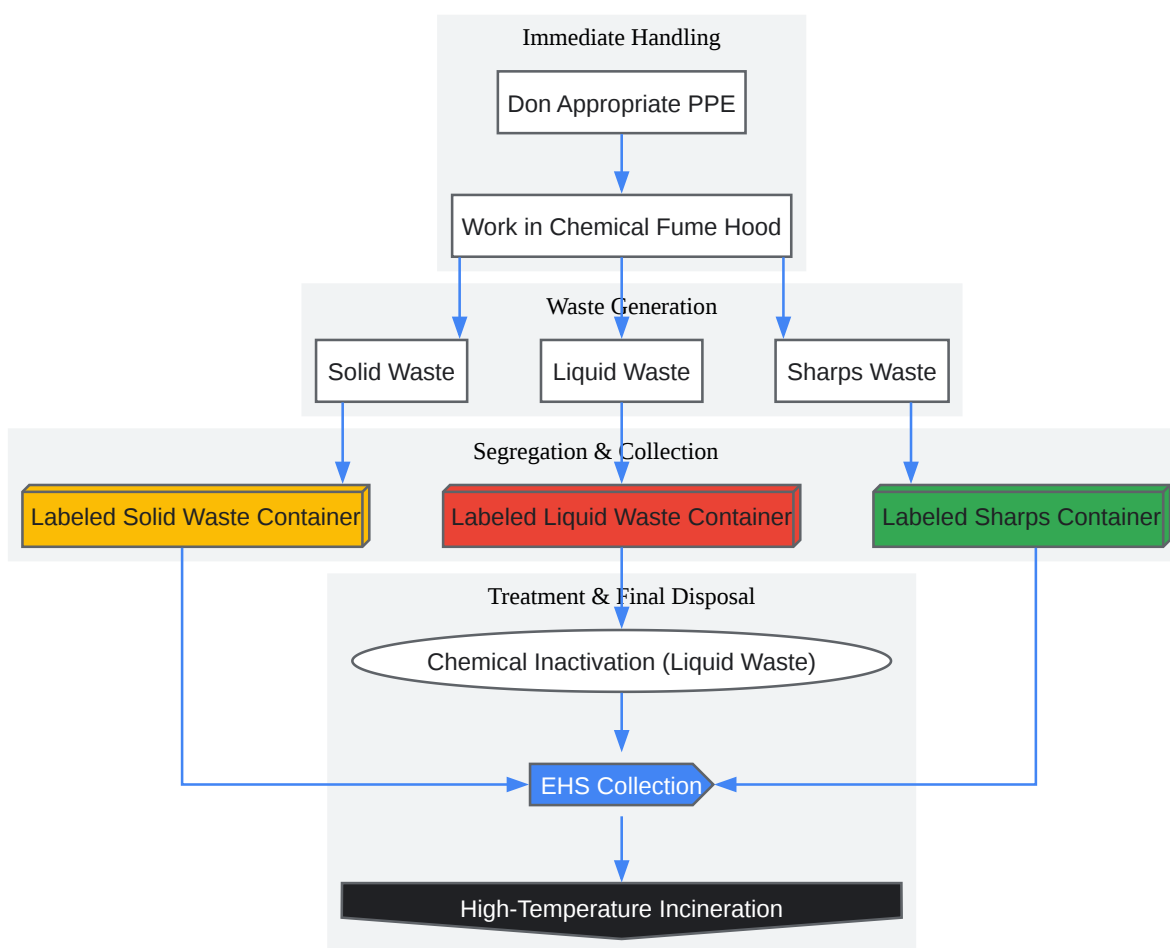 Immediate Handling
Don Appropriate PPE
Work in Chemical Fume Hood
Waste Generation
Solid Waste
Liquid Waste
Sharps Waste
Segregation & Collection
Labeled Solid Waste Container
Labeled Liquid Waste Container
Labeled Sharps Container
Treatment & Final Disposal
Chemical Inactivation (Liquid Waste)
EHS Collection
High-Temperature Incineration